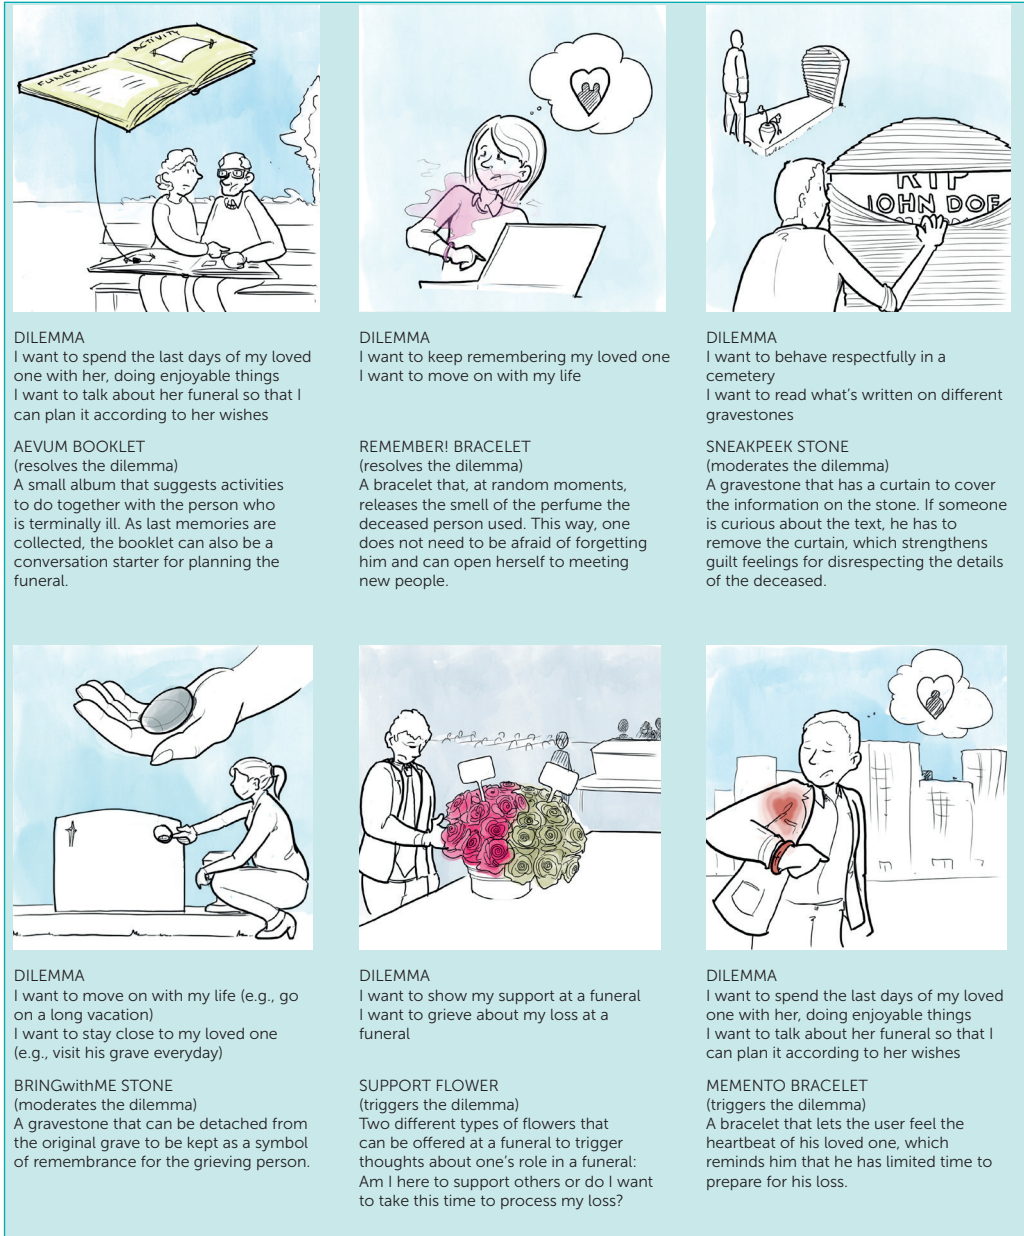 FUNERAL
ACTIVITY
RIP
JOHN DOE
DILEMMA
I want to spend the last days of my loved
one with her, doing enjoyable things
I want to talk about her funeral so that I
can plan it according to her wishes
AEVUM BOOKLET
(resolves the dilemma)
A small album that suggests activities
to do together with the person who
is terminally ill. As last memories are
collected, the booklet can also be a
conversation starter for planning the
funeral.
DILEMMA
I want to keep remembering my loved one
I want to move on with my life
REMEMBER! BRACELET
(resolves the dilemma)
A bracelet that, at random moments,
releases the smell of the perfume the
deceased person used. This way, one
does not need to be afraid of forgetting
him and can open herself to meeting
new people.
DILEMMA
I want to behave respectfully in a
cemetery
I want to read what's written on different
gravestones
SNEAKPEEK STONE
(moderates the dilemma)
A gravestone that has a curtain to cover
the information on the stone. If someone
is curious about the text, he has to
remove the curtain, which strengthens
guilt feelings for disrespecting the details
of the deceased.
DILEMMA
I want to move on with my life (e.g., go
on a long vacation)
I want to stay close to my loved one
(e.g., visit his grave everyday)
BRINGwithME STONE
(moderates the dilemma)
A gravestone that can be detached from
the original grave to be kept as a symbol
of remembrance for the grieving person.
DILEMMA
I want to show my support at a funeral
I want to grieve about my loss at a
funeral
SUPPORT FLOWER
(triggers the dilemma)
Two different types of flowers that
can be offered at a funeral to trigger
thoughts about one's role in a funeral:
Am I here to support others or do I want
to take this time to process my loss?
DILEMMA
I want to spend the last days of my loved
one with her, doing enjoyable things
I want to talk about her funeral so that I
can plan it according to her wishes
MEMENTO BRACELET
(triggers the dilemma)
A bracelet that lets the user feel the
heartbeat of his loved one, which
reminds him that he has limited time to
prepare for his loss.